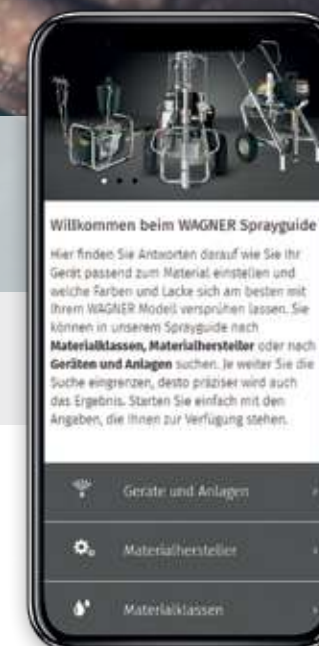 Willkommen beim WAGNER Sprayguide
Hier finden Sie Antworten darauf wie Sie Ihr
Gerät passend zum Material einstellen und
welche Farben und Lacke sich am besten mit
Ihrem WAGNER Modell versprühen lassen. Sie
können in unserem Sprayguide nach
Materialklassen, Materialhersteller oder nach
Geräten und Anlagen suchen. Je weiter Sie die
Suche eingrenzen, desto präziser wird auch
das Ergebnis. Starten Sie einfach mit den
Angaben, die Ihnen zur Verfügung stehen.
Geräte und Anlagen
Materialhersteller
Materialklassen